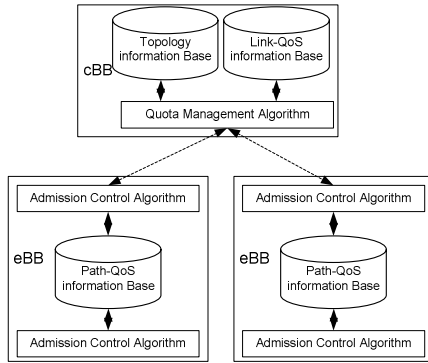 Topology
information Base
Link-QoS
information Base
cBB
Quota Management Algorithm
Admission Control Algorithm
eBB
Path-QoS
information Base
Admission Control Algorithm
Admission Control Algorithm
eBB
Path-QoS
information Base
Admission Control Algorithm